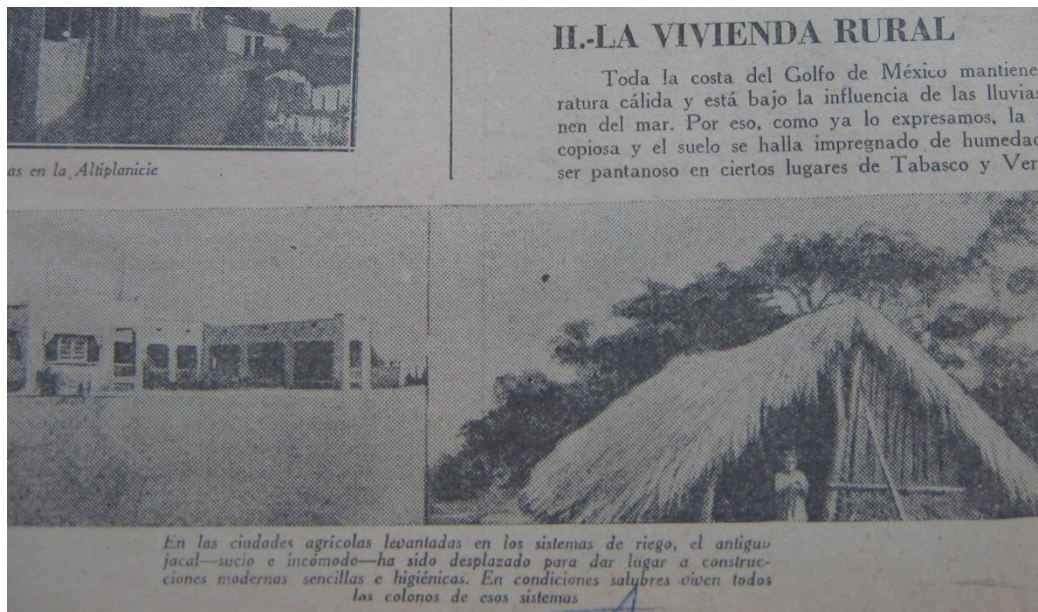 II.-LA VIVIENDA RURAL
Toda la costa del Golfo de México mantiene
ratura cálida y está bajo la influencia de las lluvias
nen del mar. Por eso, como ya lo expresamos, la
copiosa y el suelo se halla impregnado de humedad
ser pantanoso en ciertos lugares de Tabasco y Ver
as en la Altiplanicie
En las ciudades agrícolas levantadas en los sistemas de riego, el antiguo
jacal—sucio e incómodo—ha sido desplazado para dar lugar a construc-
ciones modernas sencillas e higiénicas. En condiciones salubres viven todos
los colonos de esos sistemas